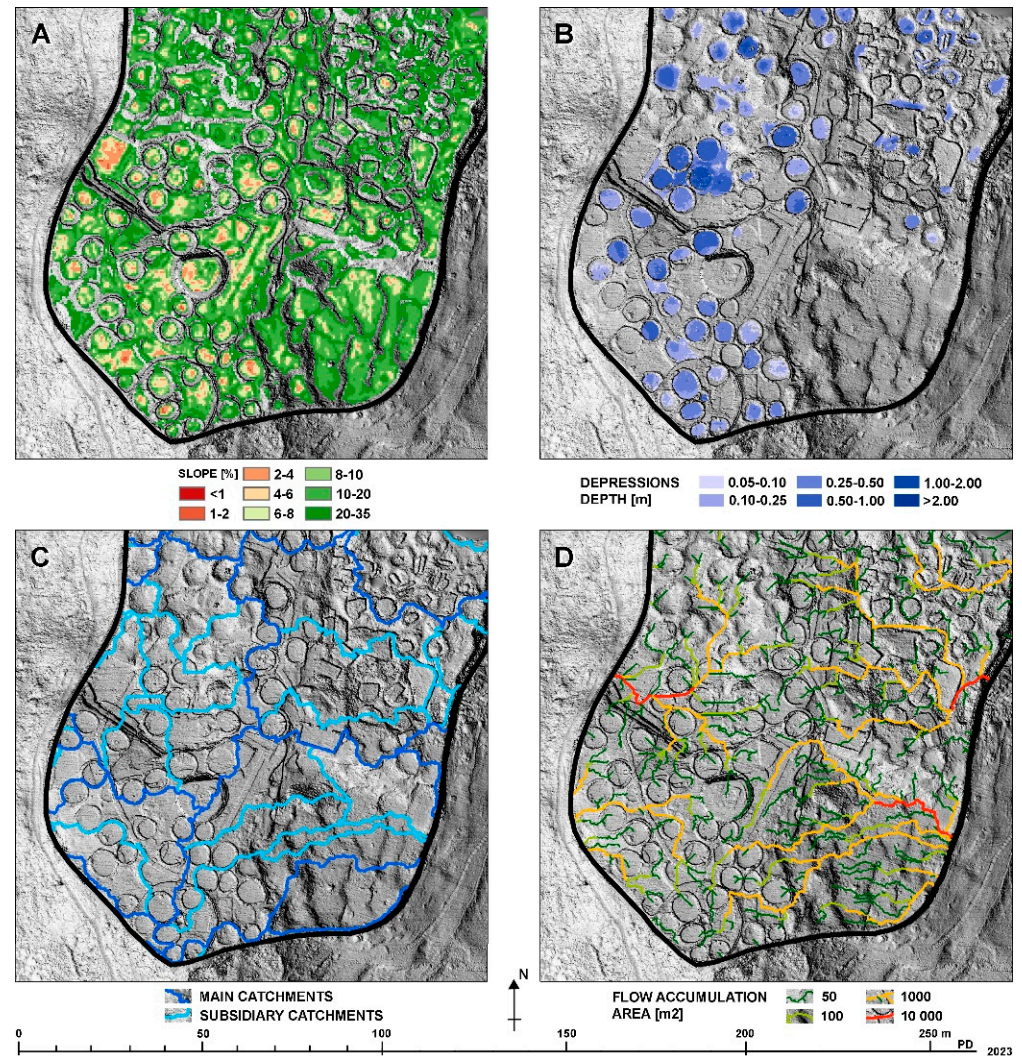 A
B
SLOPE [%] 2-4 8-10
<1 4-6 10-20
1-2 6-8 20-35
DEPRESSIONS 0.05-0.10 0.25-0.50 1.00-2.00
DEPTH [m] 0.10-0.25 0.50-1.00 >2.00
C
D
MAIN CATCHMENTS
SUBSIDIARY CATCHMENTS
N
FLOW ACCUMULATION 50 1000
AREA [m2] 100 10 000
0 50 100 150 200 250 m
PD
2023